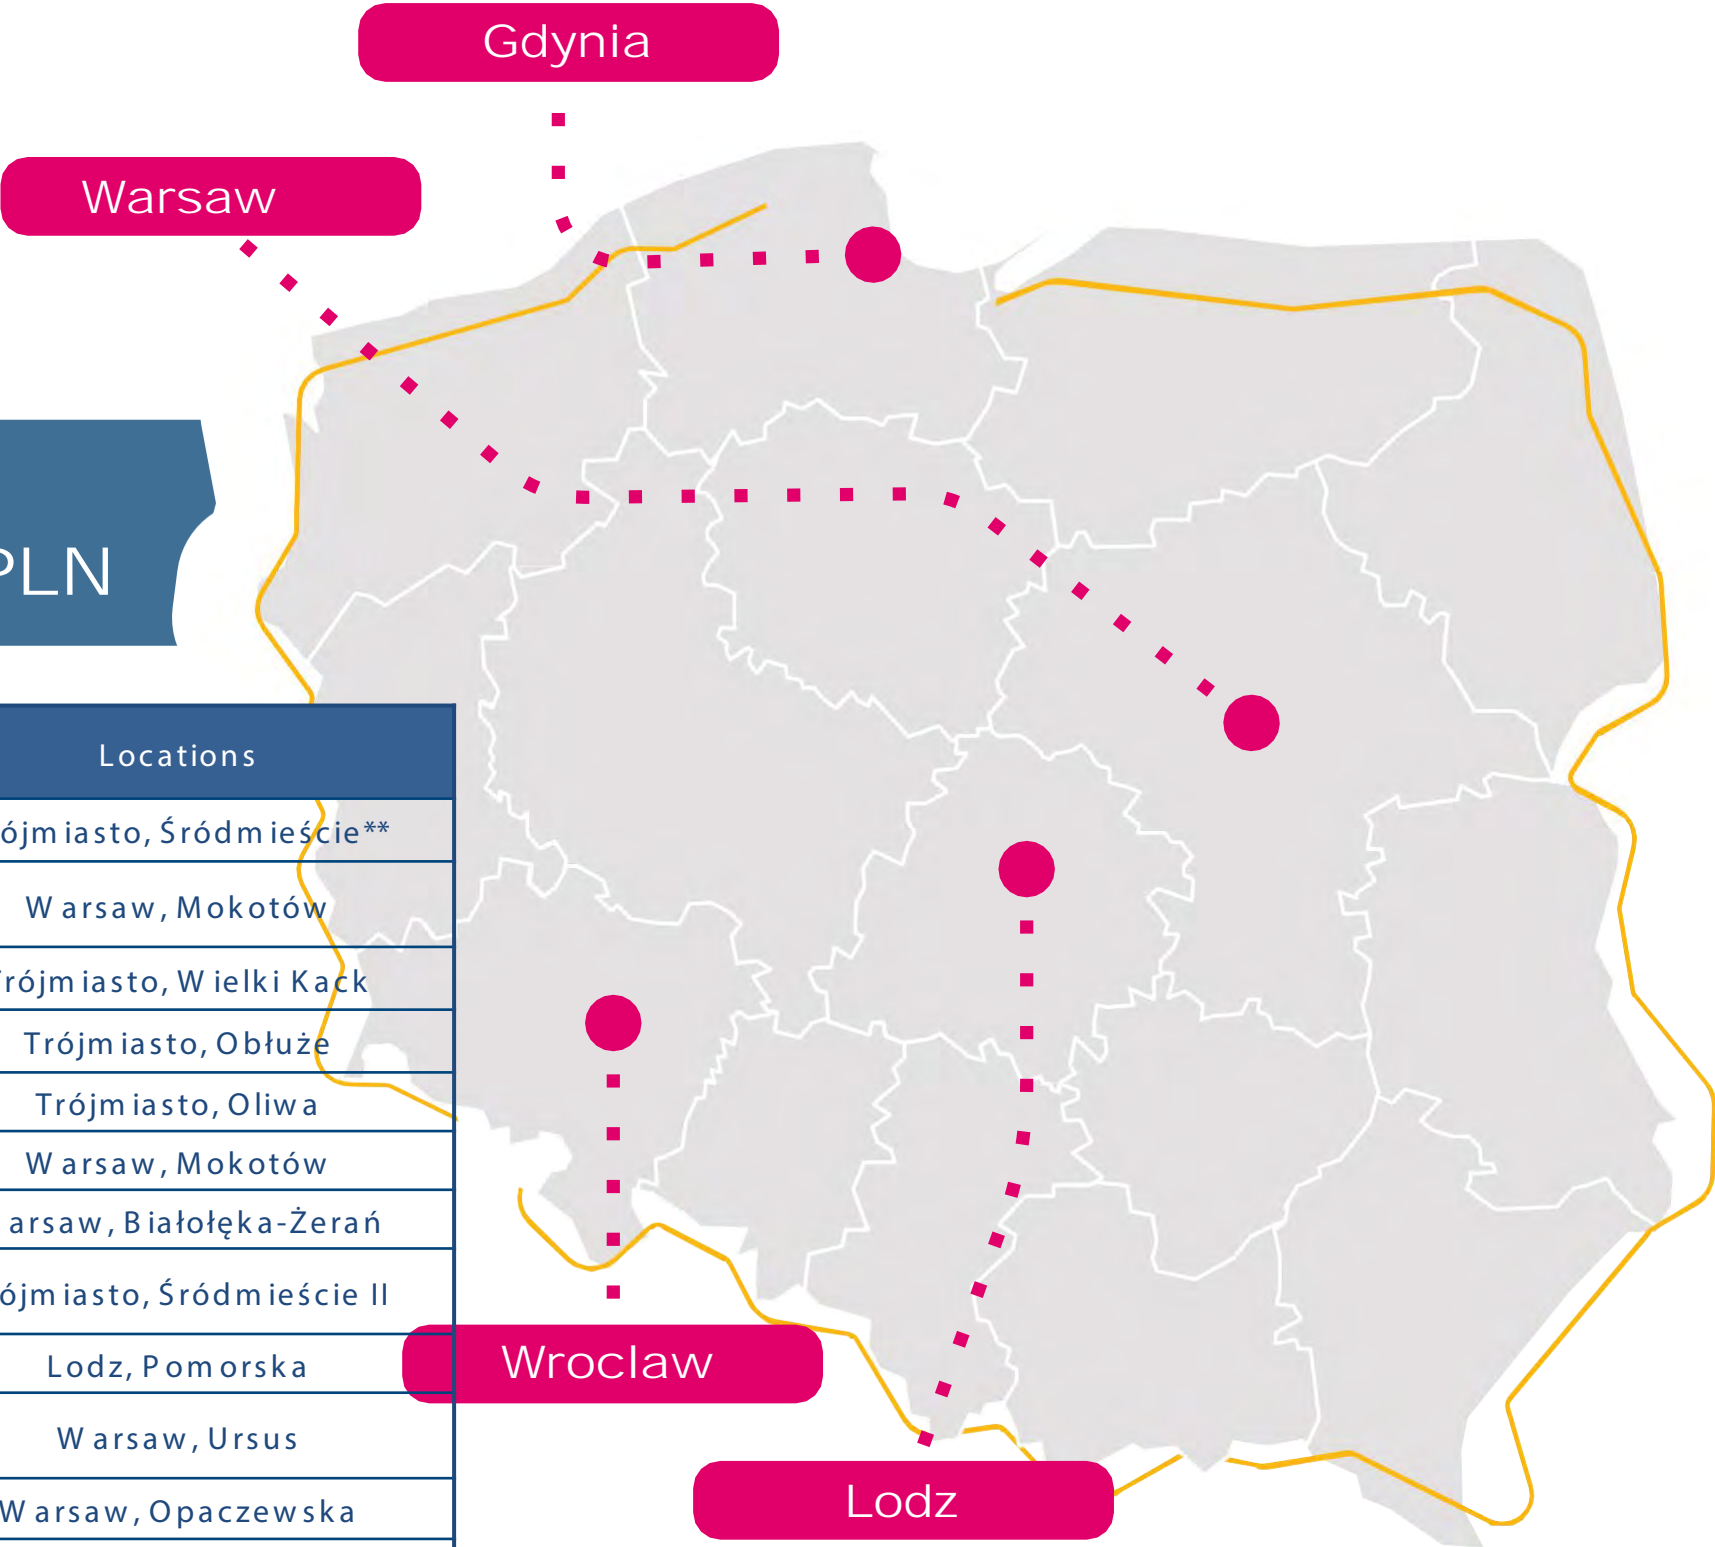 Gdynia
Warsaw
PLN
Locations
ójmiasto, Śródmieście**
Warsaw, Mokotów
rójmiasto, Wielki Kack
Trójmiasto, Obłuże
Trójmiasto, Oliwa
Warsaw, Mokotów
arsaw, Białołęka-Żerań
ójmiasto, Śródmieście II
Lodz, Pomorska
Wroclaw
Warsaw, Ursus
Warsaw, Opaczewska
Lodz